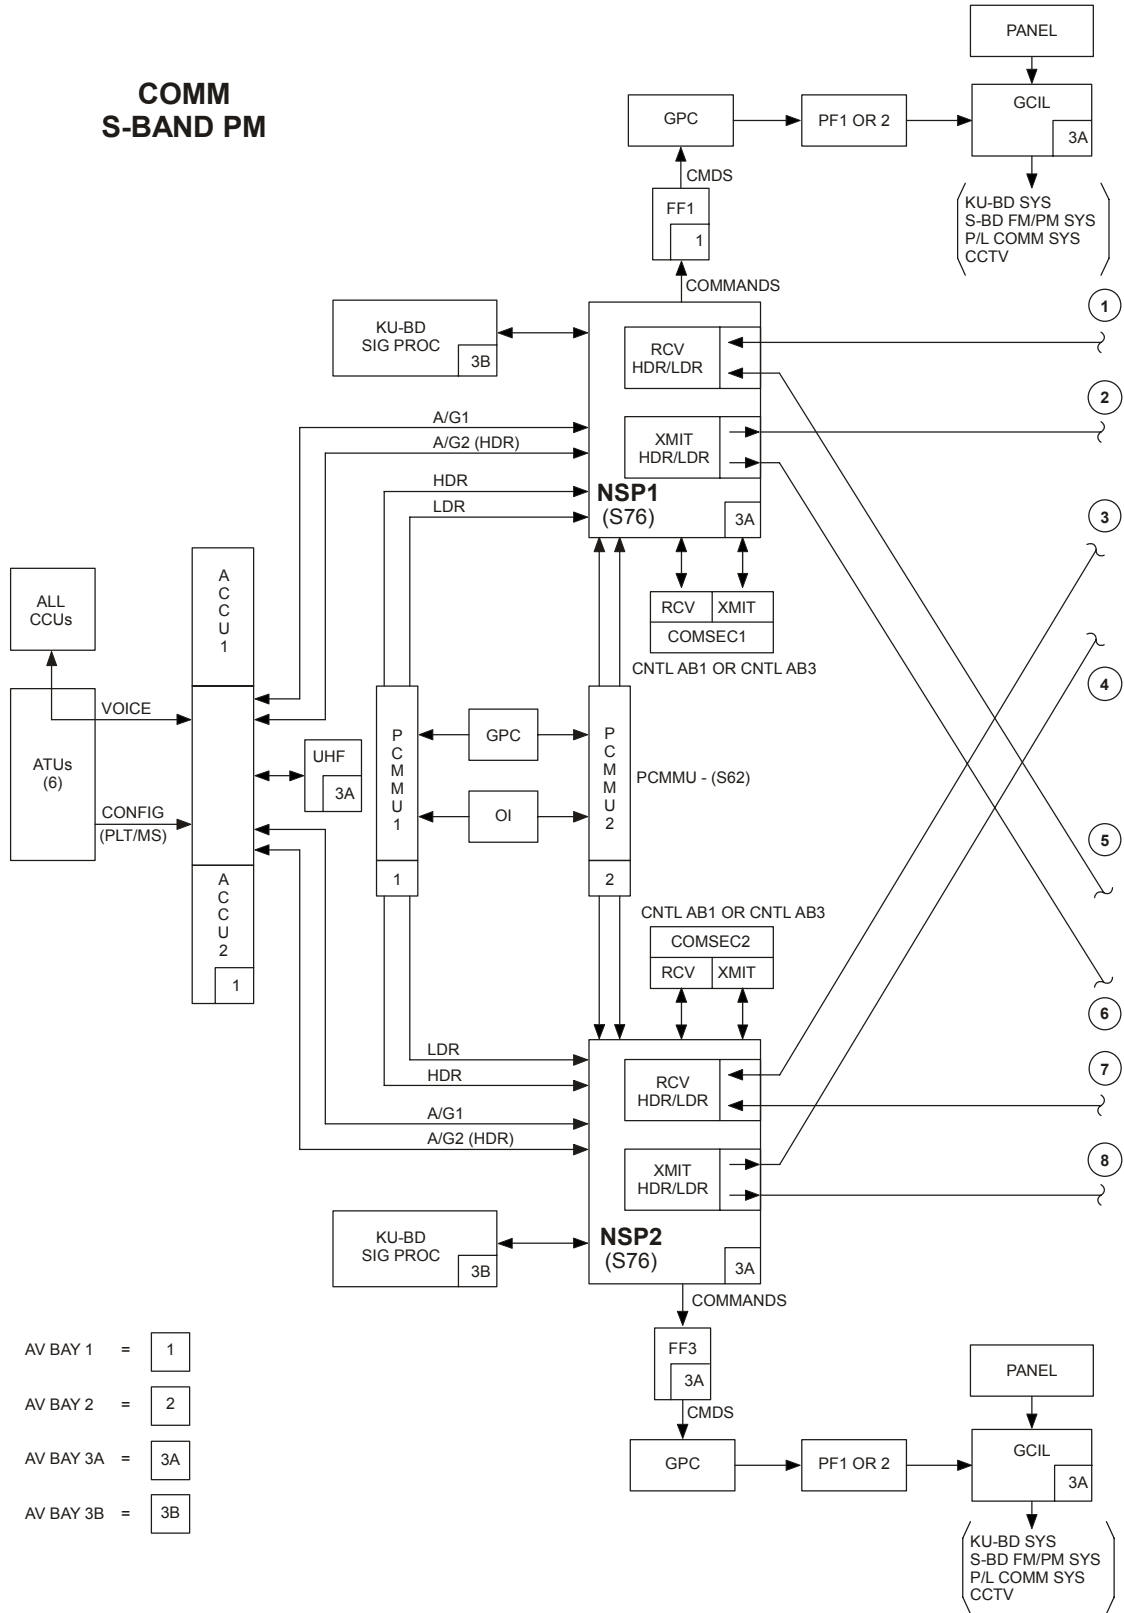 COMM
S-BAND PM
PANEL
GPC
PF1 OR 2
GCIL
3A
CMDS
FF1
1
KU-BD SYS
S-BD FM/PM SYS
P/L COMM SYS
CCTV
COMMANDS
KU-BD
SIG PROC
3B
RCV
HDR/LDR
1
2
A/G1
A/G2 (HDR)
XMIT
HDR/LDR
HDR
LDR
NSP1
(S76)
3A
3
ACCU1
ALL
CCUs
RCV
XMIT
COMSEC1
CNTL AB1 OR CNTL AB3
4
VOICE
ATUs
(6)
CONFIG
(PLT/MS)
UHF
3A
PCMMU1
1
GPC
OI
PCMMU2
2
PCMMU - (S62)
5
ACCU2
1
CNTL AB1 OR CNTL AB3
COMSEC2
RCV
XMIT
6
LDR
HDR
RCV
HDR/LDR
7
A/G1
A/G2 (HDR)
XMIT
HDR/LDR
8
KU-BD
SIG PROC
3B
NSP2
(S76)
3A
COMMANDS
FF3
3A
CMDS
GPC
PF1 OR 2
PANEL
GCIL
3A
KU-BD SYS
S-BD FM/PM SYS
P/L COMM SYS
CCTV
AV BAY 1 = 1
AV BAY 2 = 2
AV BAY 3A = 3A
AV BAY 3B = 3B